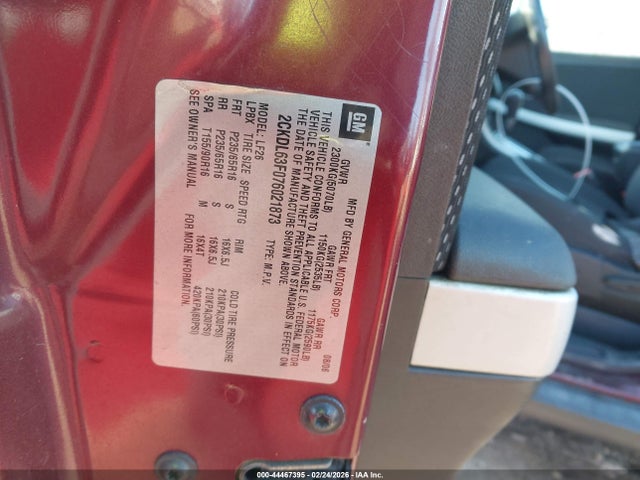 GM
MFD BY GENERAL MOTORS CORP 08/06
GVWR GAWR FRT GAWR RR
2300KG(5070LB) 1150KG(2535LB) 1175KG(2590LB)
THIS VEHICLE CONFORMS TO ALL APPLICABLE U.S. FEDERAL MOTOR
VEHICLE SAFETY AND THEFT PREVENTION STANDARDS IN EFFECT ON
THE DATE OF MANUFACTURE SHOWN ABOVE.
2CKDL63F076021873 TYPE: M.P.V.
MODEL: LF26
LPBX TIRE SIZE SPEED RTG RIM COLD TIRE PRESSURE
FRT P235/65R16 S 16X6.5J 210KPA(30PSI)
RR P235/65R16 S 16X6.5J 210KPA(30PSI)
SPA T155/90R16 M 16X4T 420KPA(60PSI)
SEE OWNER'S MANUAL FOR MORE INFORMATION.
000-44467395 02/24/2026 IAA Inc.